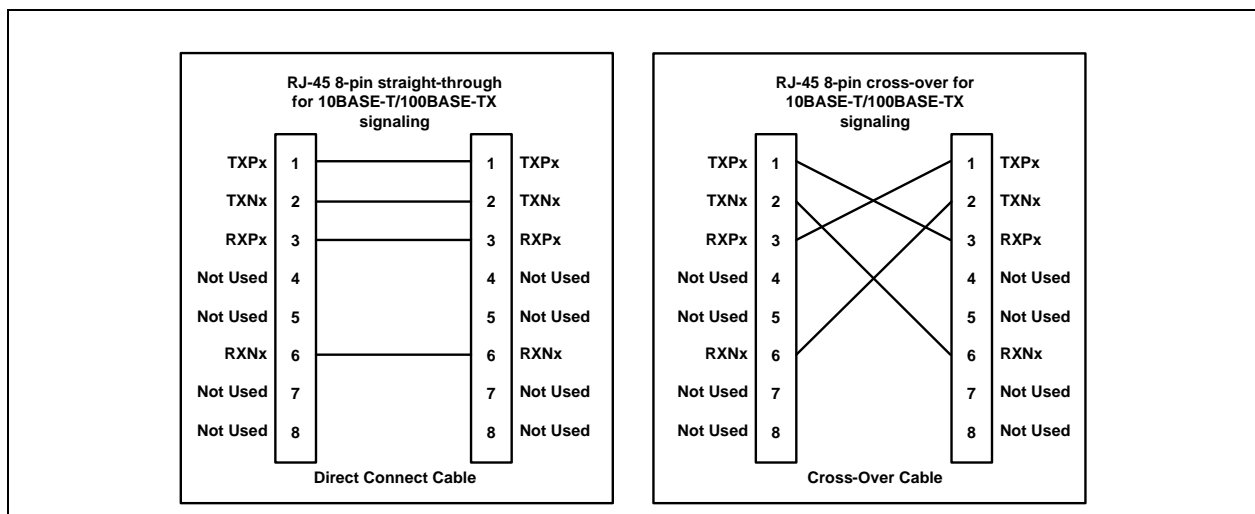 RJ-45 8-pin straight-through
for 10BASE-T/100BASE-TX
signaling
TXPx 1 1 TXPx
TXNx 2 2 TXNx
RXPx 3 3 RXPx
Not Used 4 4 Not Used
Not Used 5 5 Not Used
RXNx 6 6 RXNx
Not Used 7 7 Not Used
Not Used 8 8 Not Used
Direct Connect Cable
RJ-45 8-pin cross-over for
10BASE-T/100BASE-TX
signaling
TXPx 1 1 TXPx
TXNx 2 2 TXNx
RXPx 3 3 RXPx
Not Used 4 4 Not Used
Not Used 5 5 Not Used
RXNx 6 6 RXNx
Not Used 7 7 Not Used
Not Used 8 8 Not Used
Cross-Over Cable